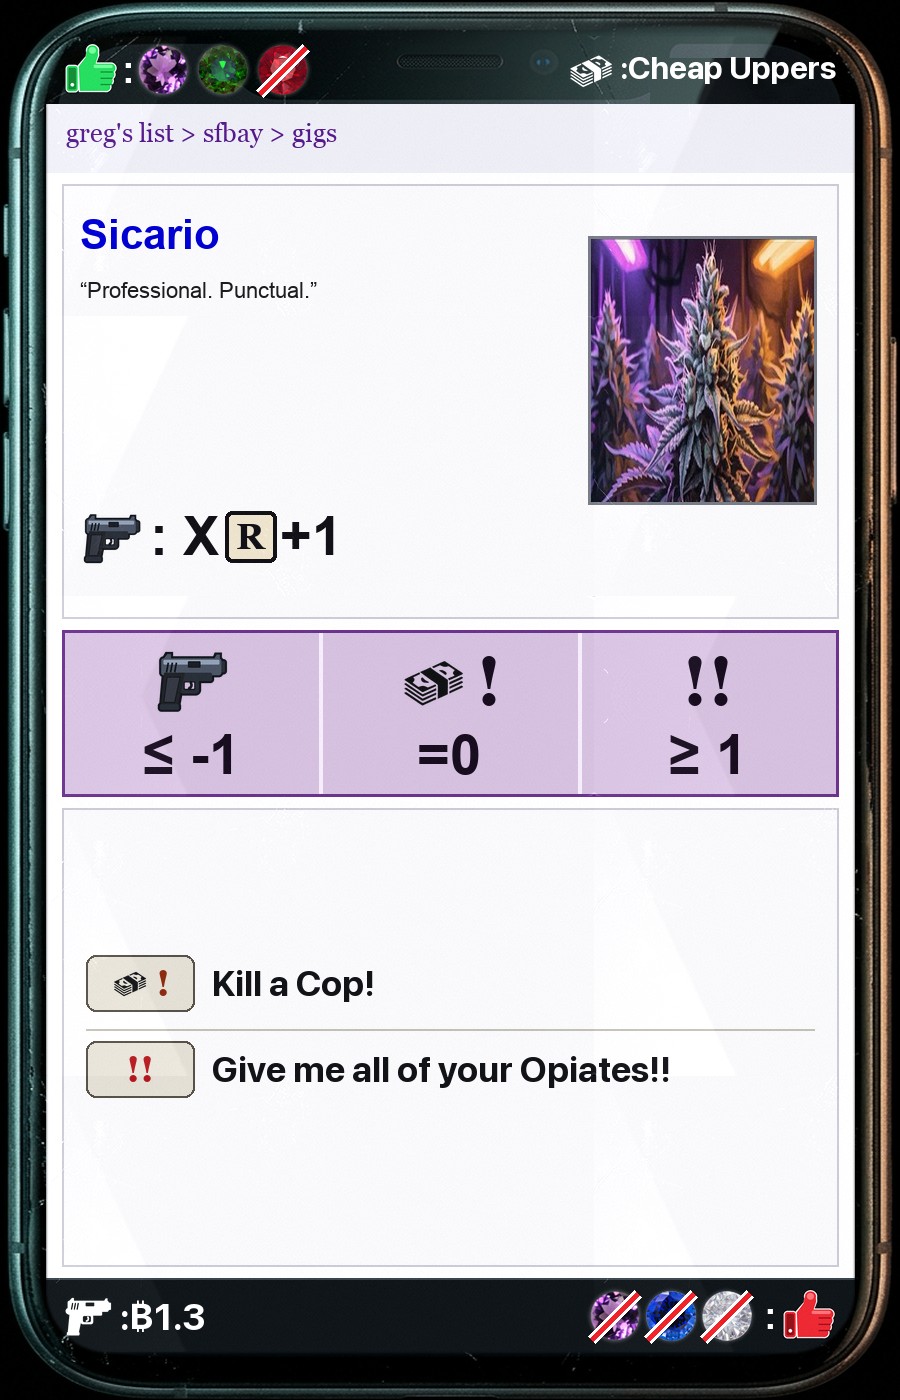 : :Cheap Uppers
greg's list > sfbay > gigs
Sicario
“Professional. Punctual.”
: X R +1
! !!
≤ -1 =0 ≥ 1
! Kill a Cop!
!! Give me all of your Opiates!!
:฿1.3 :